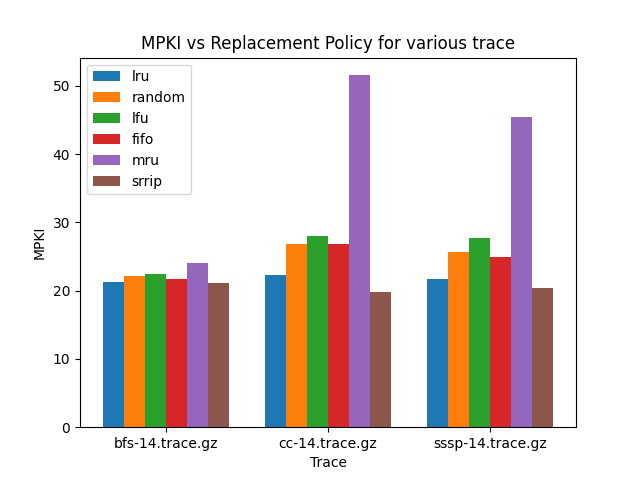 MPKI vs Replacement Policy for various trace
lru
random
lfu
fifo
mru
srrip
50
40
30
20
10
0
MPKI
bfs-14.trace.gz
cc-14.trace.gz
sssp-14.trace.gz
Trace